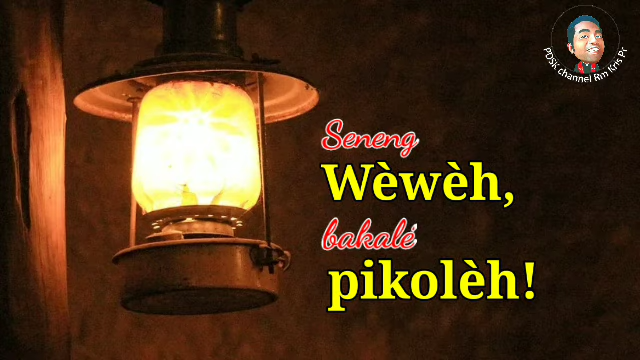 Seneng
Wèwèh,
bakalé
pikolèh!
PDSK channel Rm Kris Pr